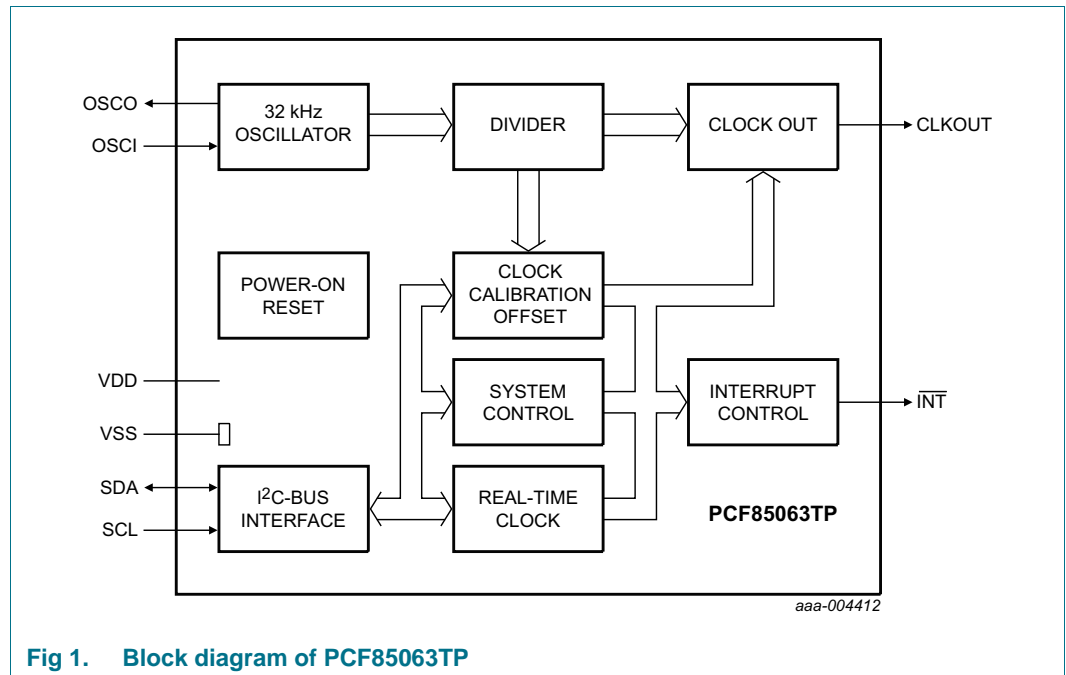 OSCO
OSCI
32 kHz
OSCILLATOR
DIVIDER
CLOCK OUT
CLKOUT
POWER-ON
RESET
CLOCK
CALIBRATION
OFFSET
VDD
VSS
SYSTEM
CONTROL
INTERRUPT
CONTROL
INT
SDA
SCL
I2C-BUS
INTERFACE
REAL-TIME
CLOCK
PCF85063TP
aaa-004412
Fig 1. Block diagram of PCF85063TP